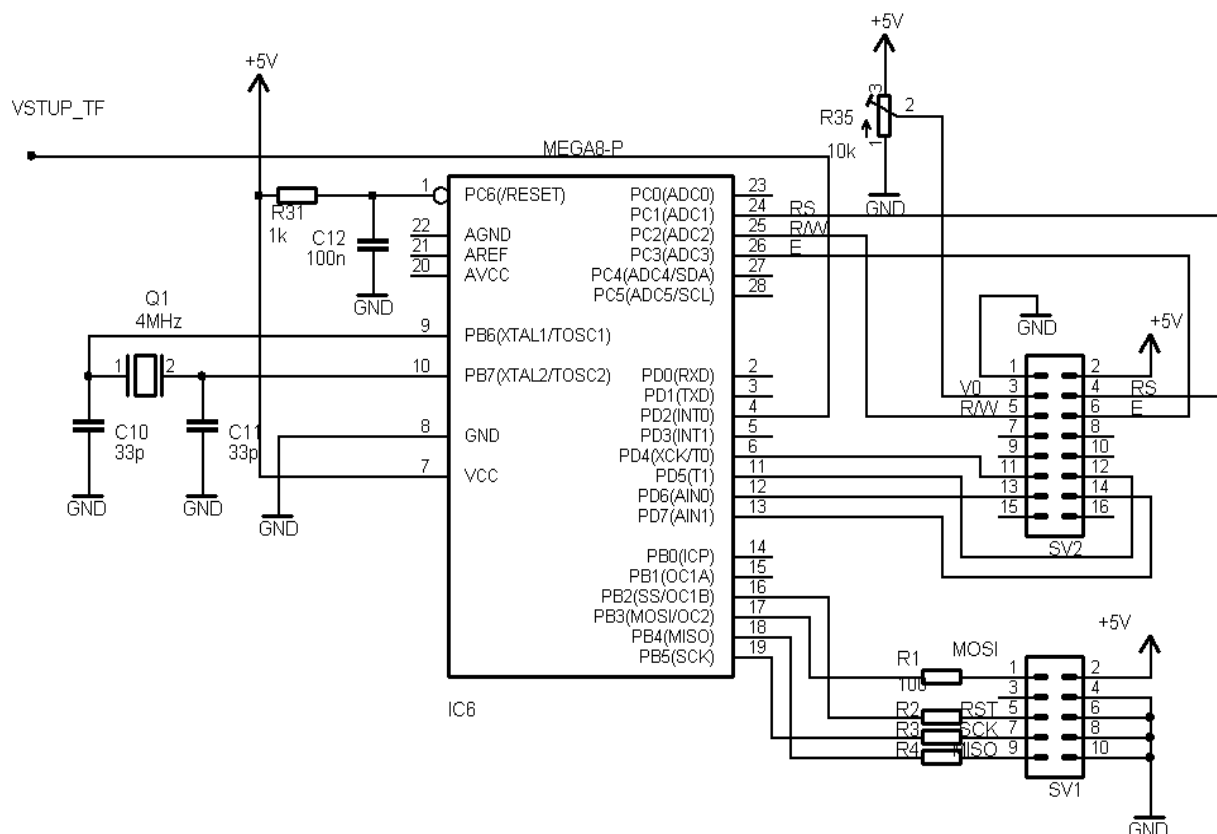 +5V
+5V
VSTUP_TF
3
2
R35
1
10k
GND
MEGA8-P
1 PC6(/RESET)
R31
1k
C12
100n
GND
22 AGND
21 AREF
20 AVCC
Q1
4MHz
1 2
9 PB6(XTAL1/TOSC1)
10 PB7(XTAL2/TOSC2)
C10
33p
C11
33p
GND GND
8 GND
7 VCC
GND
PC0(ADC0) 23
PC1(ADC1) 24 RS
PC2(ADC2) 25 R/W
PC3(ADC3) 26 E
PC4(ADC4/SDA) 27
PC5(ADC5/SCL) 28
PD0(RXD) 2
PD1(TXD) 3
PD2(INT0) 4
PD3(INT1) 5
PD4(XCK/T0) 6
PD5(T1) 11
PD6(AIN0) 12
PD7(AIN1) 13
PB0(ICP) 14
PB1(OC1A) 15
PB2(SS/OC1B) 16
PB3(MOSI/OC2) 17
PB4(MISO) 18
PB5(SCK) 19
IC6
GND
+5V
1 2
V0 3 4 RS
R/W 5 6 E
7 8
9 10
11 12
13 14
15 16
SV2
+5V
R1 MOSI 1 2
100
3 4
R2 RST 5 6
R3 SCK 7 8
R4 MISO 9 10
SV1
GND